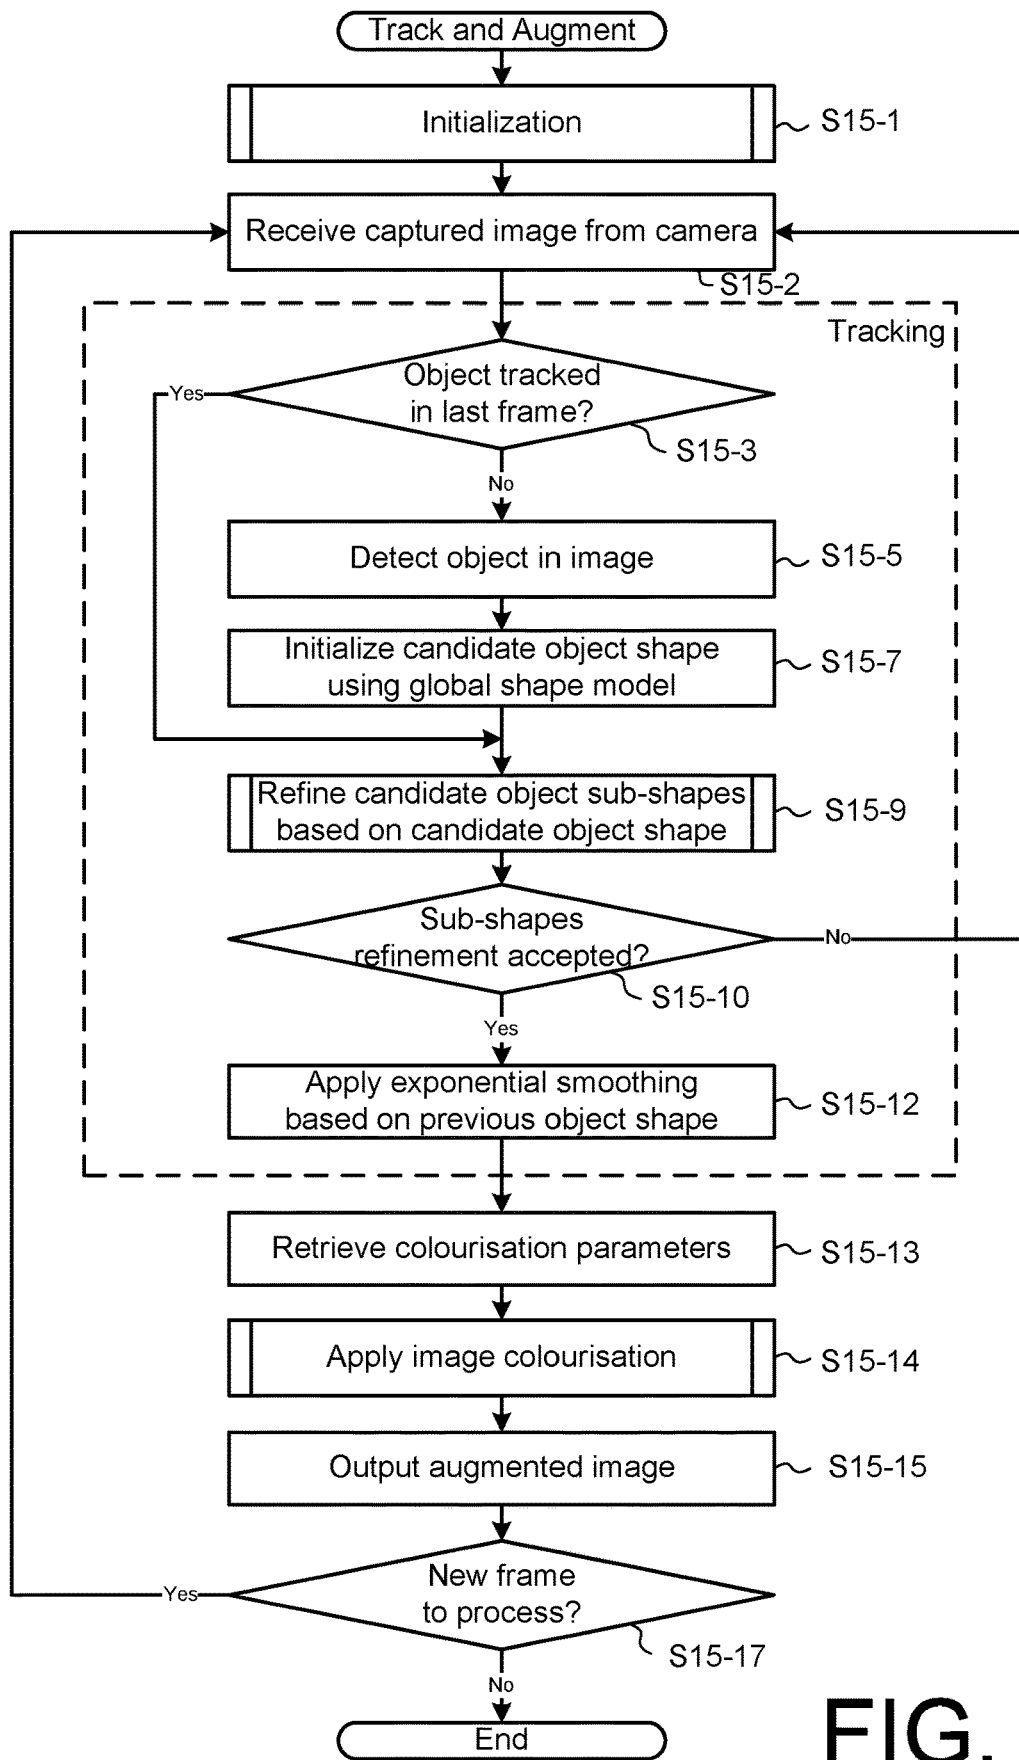 Track and Augment
Initialization
S15-1
Receive captured image from camera
S15-2
Tracking
Object tracked
in last frame?
Yes
S15-3
No
Detect object in image
S15-5
Initialize candidate object shape
using global shape model
S15-7
Refine candidate object sub-shapes
based on candidate object shape
S15-9
Sub-shapes
refinement accepted?
No
S15-10
Yes
Apply exponential smoothing
based on previous object shape
S15-12
Retrieve colourisation parameters
S15-13
Apply image colourisation
S15-14
Output augmented image
S15-15
New frame
to process?
Yes
S15-17
No
End
FIG.